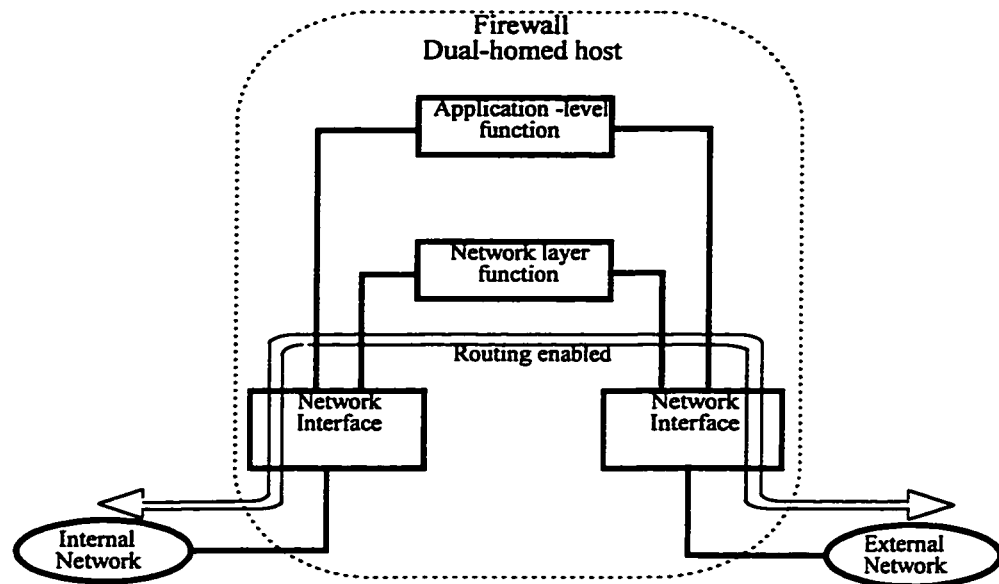 Firewall
Dual-homed host
Application -level
function
Network layer
function
Routing enabled
Network
Interface
Network
Interface
Internal
Network
External
Network